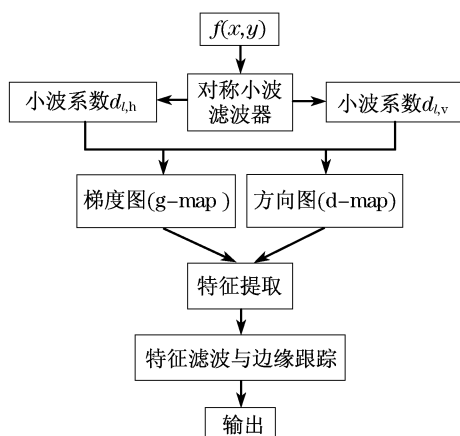 f(x,y)
小波系数d_{l,h}
对称小波
滤波器
小波系数d_{l,v}
梯度图(g-map )
方向图(d-map)
特征提取
特征滤波与边缘跟踪
输出